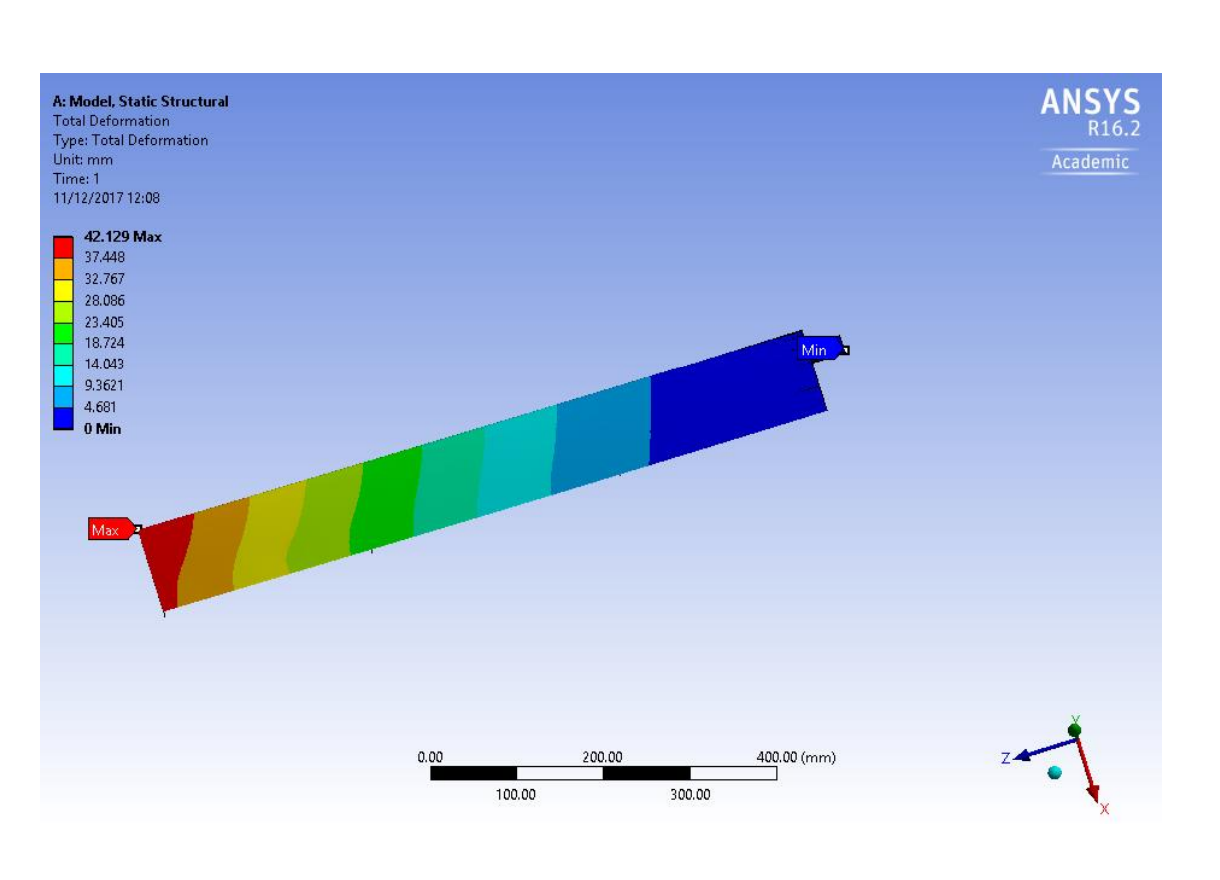 A: Model, Static Structural
Total Deformation
Type: Total Deformation
Unit: mm
Time: 1
11/12/2017 12:08
ANSYS
R16.2
Academic
42.129 Max
37.448
32.767
28.086
23.405
18.724
14.043
9.3621
4.681
0 Min
Min
Max
0.00 200.00 400.00 (mm)
100.00 300.00
Y
Z
X